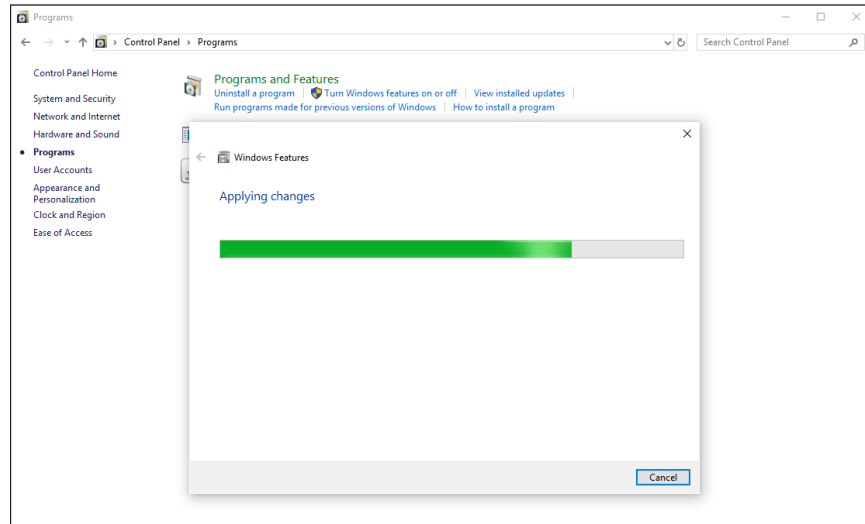 Programs
Control Panel > Programs
Search Control Panel
Control Panel Home
System and Security
Network and Internet
Hardware and Sound
Programs
User Accounts
Appearance and
Personalization
Clock and Region
Ease of Access
Programs and Features
Uninstall a program
Turn Windows features on or off
View installed updates
Run programs made for previous versions of Windows
How to install a program
Windows Features
Applying changes
Cancel